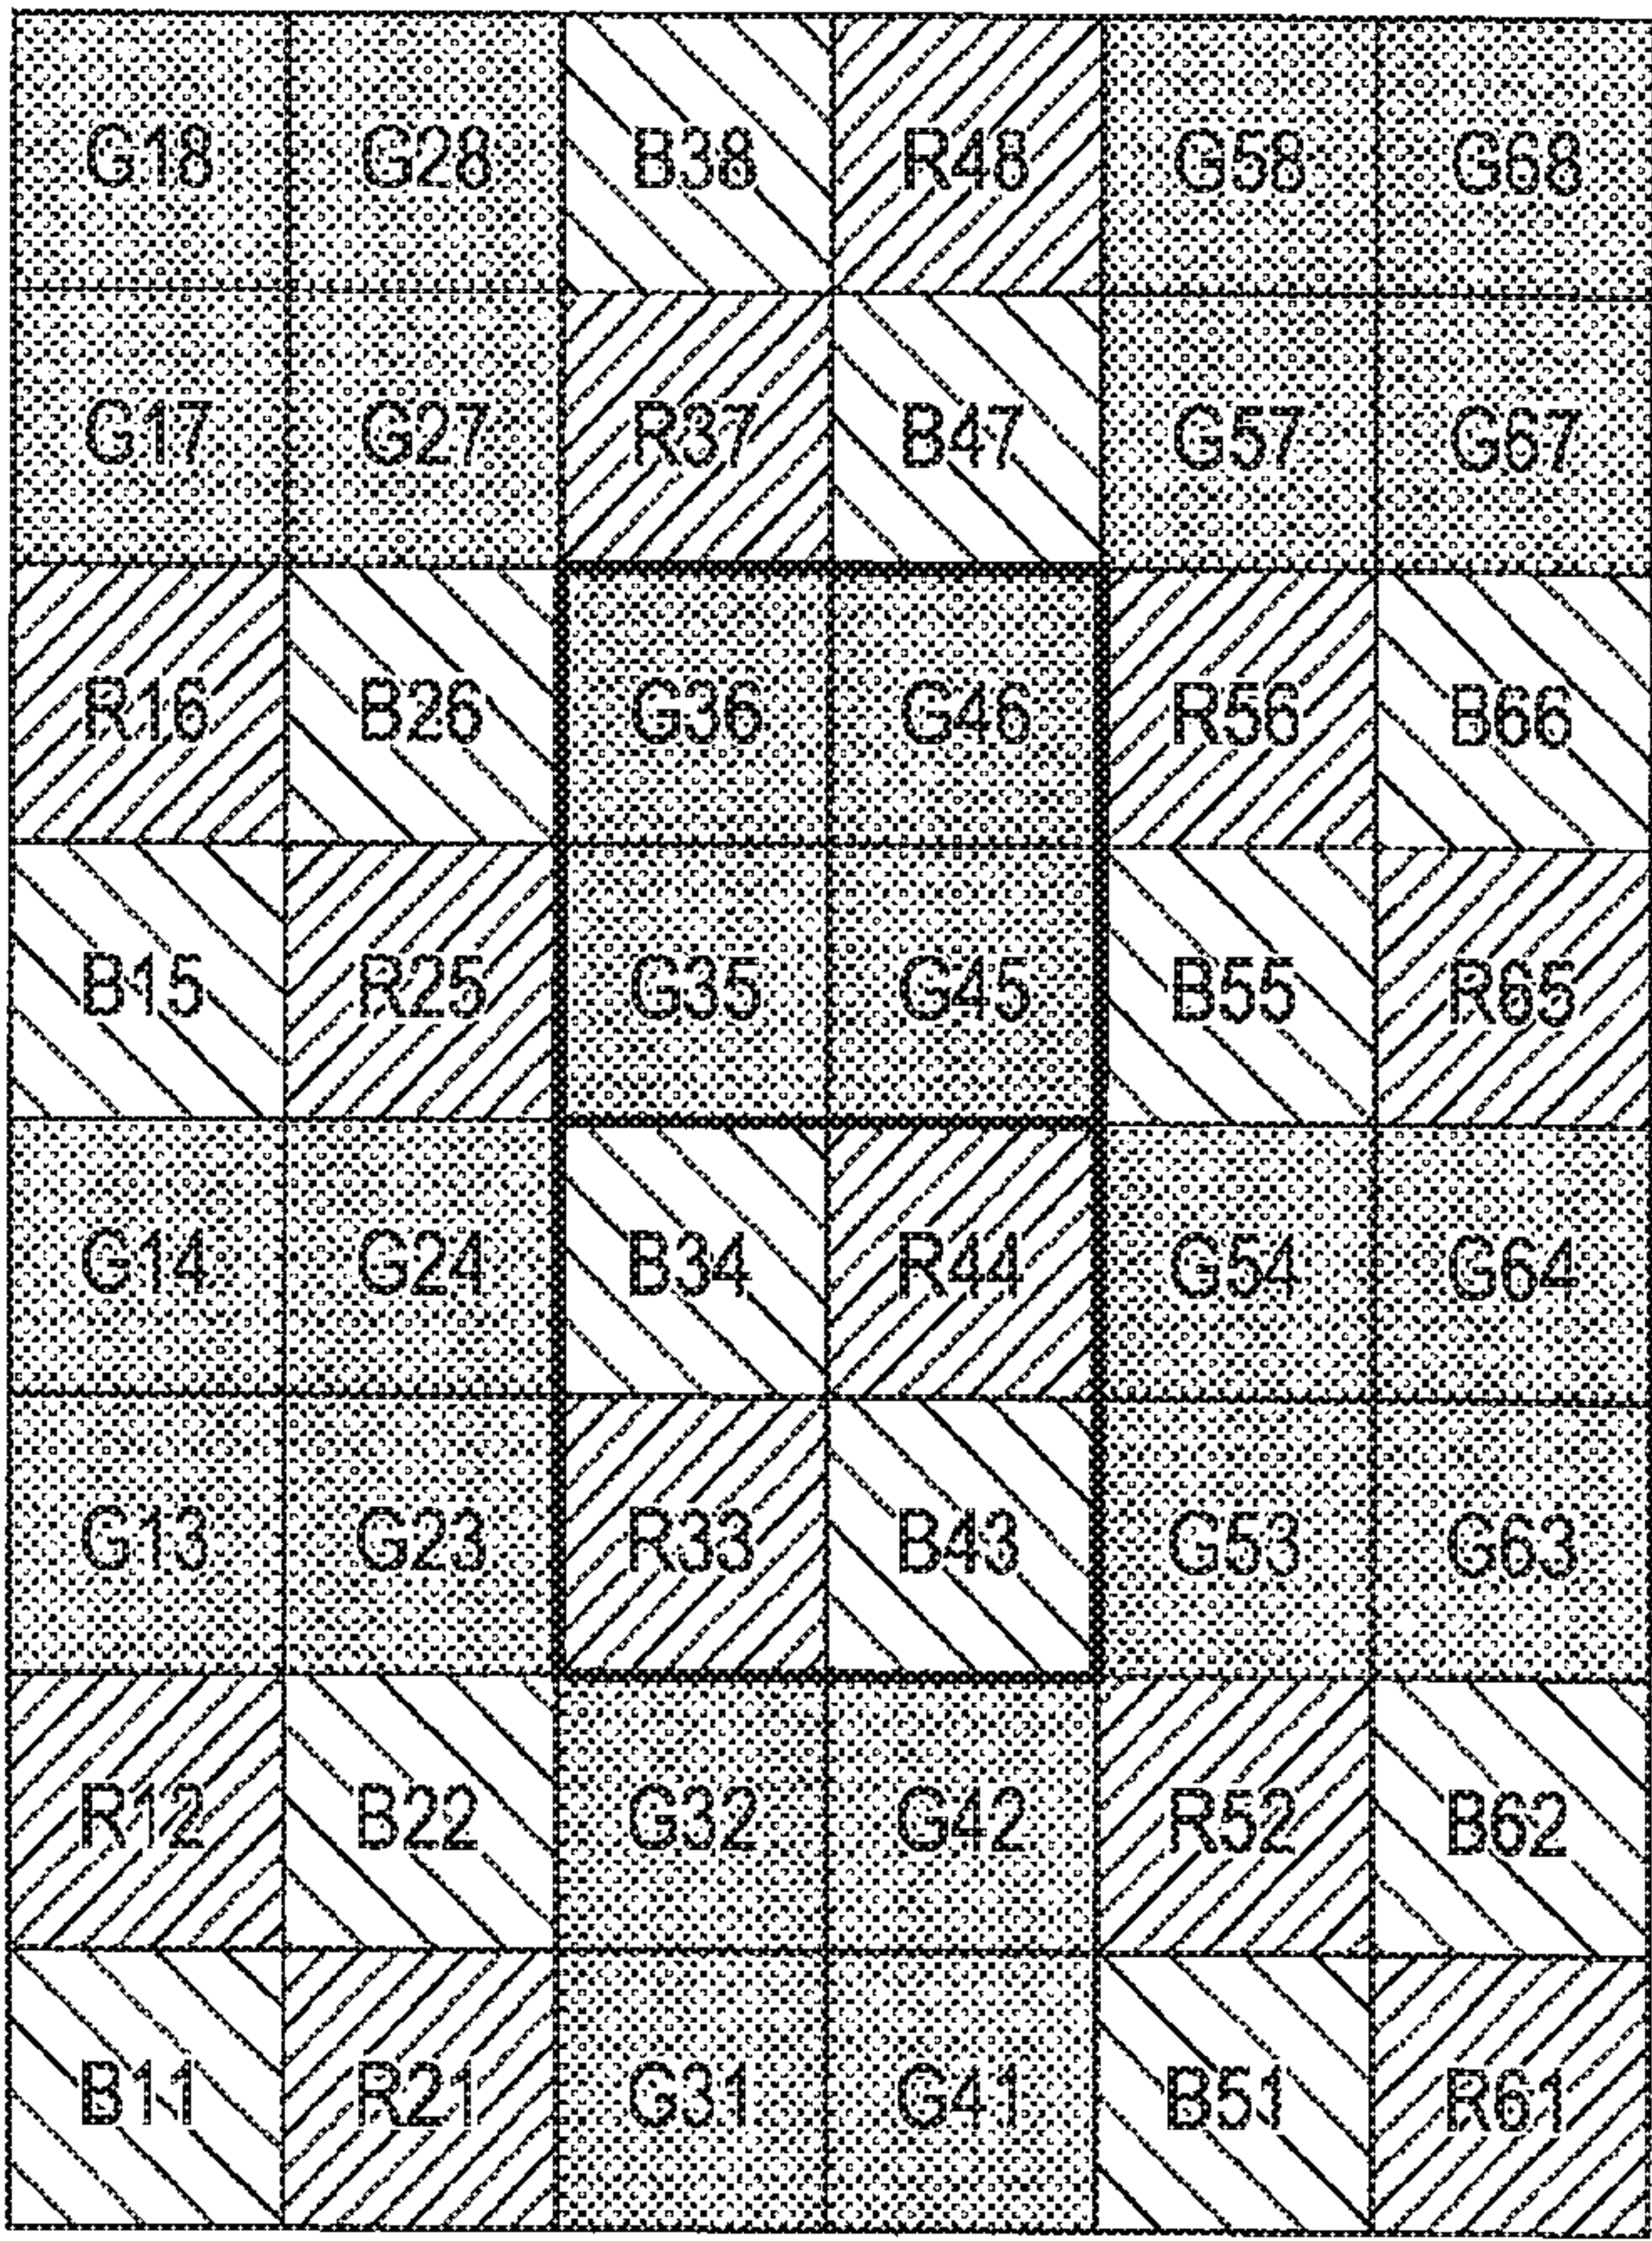 G18 G28 B38 R48 G58 G68
G17 G27 R37 B47 G57 G67
R16 B26 G36 G46 R56 B66
B15 R25 G35 G45 B55 R65
G14 G24 B34 R44 G54 G64
G13 G23 R33 B43 G53 G63
R12 B22 G32 G42 R52 B62
B11 R21 G31 G41 B51 R61